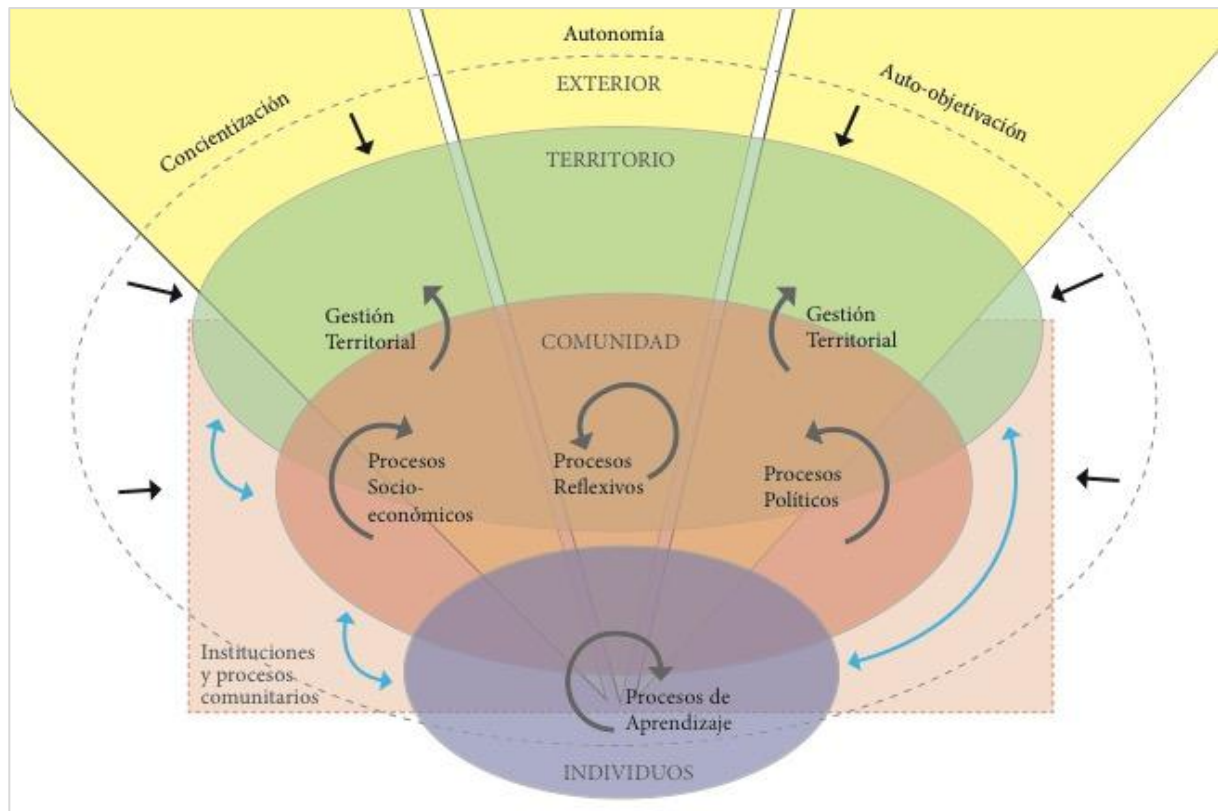 Autonomía
EXTERIOR
Concientización
Auto-objetivación
TERRITORIO
Gestión
Territorial
COMUNIDAD
Gestión
Territorial
Procesos
Socio-
económicos
Procesos
Reflexivos
Procesos
Políticos
Instituciones
y procesos
comunitarios
Procesos de
Aprendizaje
INDIVIDUOS